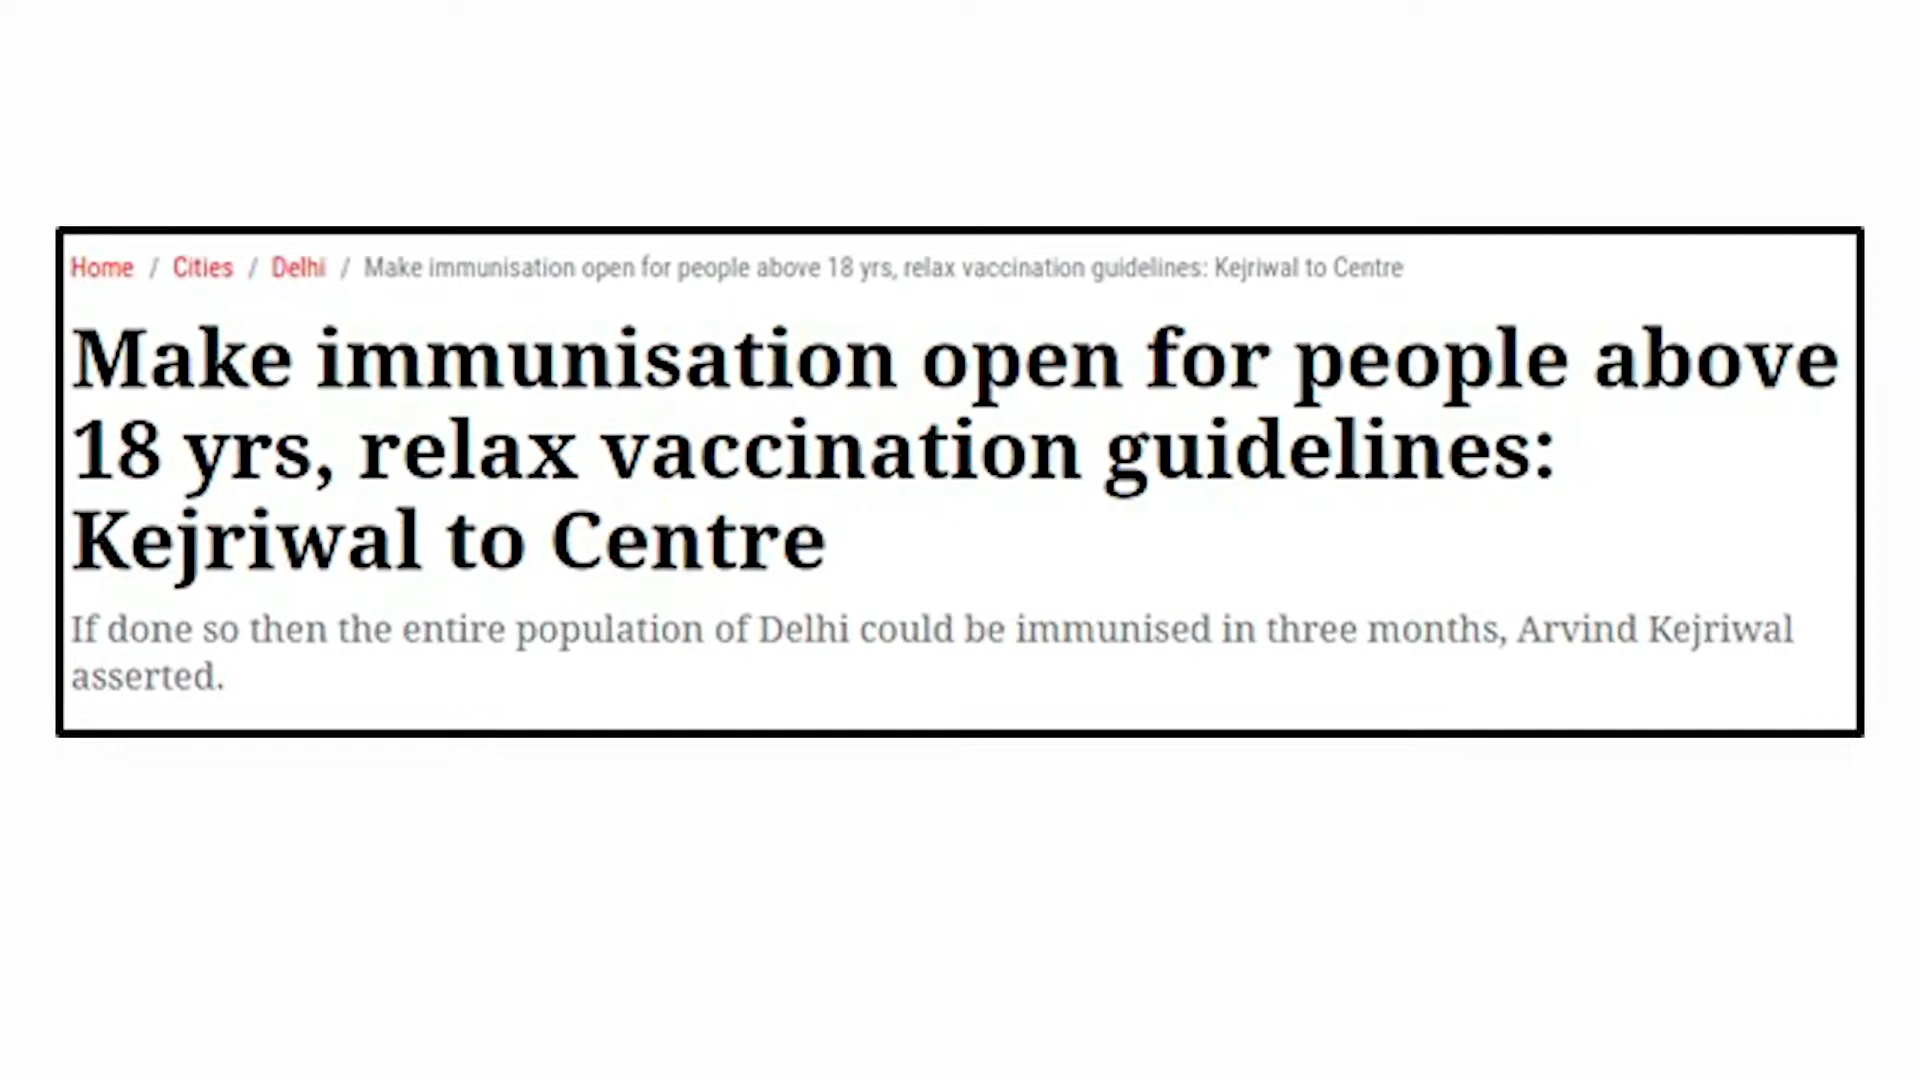 Home / Cities / Delhi / Make immunisation open for people above 18 yrs, relax vaccination guidelines: Kejriwal to Centre
Make immunisation open for people above
18 yrs, relax vaccination guidelines:
Kejriwal to Centre
If done so then the entire population of Delhi could be immunised in three months, Arvind Kejriwal
asserted.